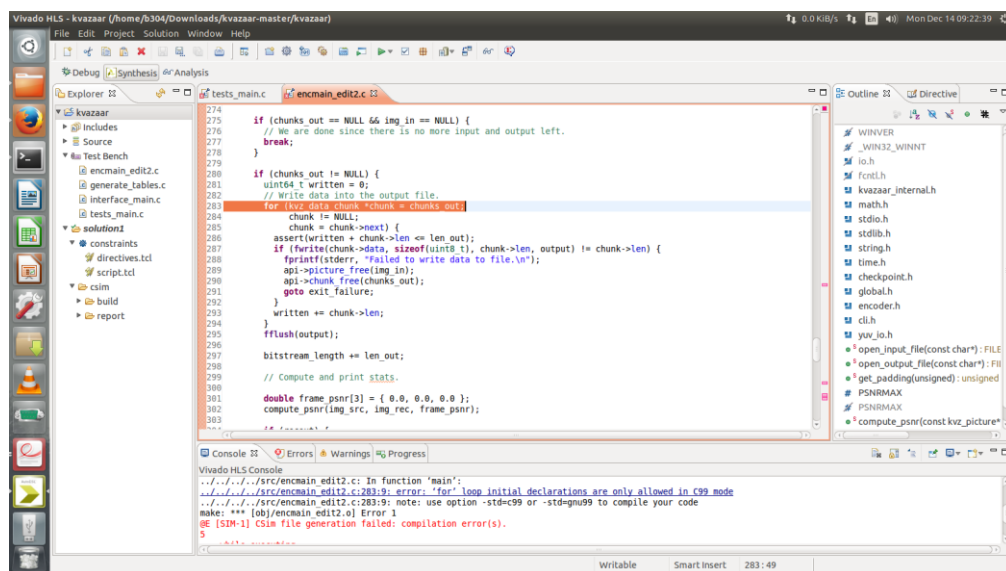 Vivado HLS - kvazaar (/home/b304/Downloads/kvazaar-master/kvazaar)
0.0 KiB/s En Mon Dec 14 09:22:39
File Edit Project Solution Window Help
Debug Synthesis Analysis
Explorer
kvazaar
Includes
Source
Test Bench
encmain_edit2.c
generate_tables.c
interface_main.c
tests_main.c
solution1
constraints
directives.tcl
script.tcl
csim
build
report
tests_main.c encmain_edit2.c
274
275 if (chunks_out == NULL && img_in == NULL) {
276 // We are done since there is no more input and output left.
277 break;
278 }
279
280 if (chunks_out != NULL) {
281 uint64_t written = 0;
282 // Write data into the output file.
283 for (kvz_data_chunk *chunk = chunks_out;
284 chunk != NULL;
285 chunk = chunk->next) {
286 assert(written + chunk->len <= len_out);
287 if (fwrite(chunk->data, sizeof(uint8_t), chunk->len, output) != chunk->len) {
288 fprintf(stderr, "Failed to write data to file.\n");
289 api->picture_free(img_in);
290 api->chunk_free(chunks_out);
291 goto exit_failure;
292 }
293 written += chunk->len;
294 }
295 fflush(output);
296
297 bitstream_length += len_out;
298
299 // Compute and print stats.
300
301 double frame_psnr[3] = { 0.0, 0.0, 0.0 };
302 compute_psnr(img_src, img_rec, frame_psnr);
303
Outline Directive
WINVER
_WIN32_WINNT
io.h
fcntl.h
kvazaar_internal.h
math.h
stdio.h
stdlib.h
string.h
time.h
checkpoint.h
global.h
encoder.h
cli.h
yuv_io.h
open_input_file(const char*) : FILE
open_output_file(const char*) : FIL
get_padding(unsigned) : unsigned
PSNRMAX
PSNRMAX
compute_psnr(const kvz_picture*
Console Errors Warnings Progress
Vivado HLS Console
../../../../src/encmain_edit2.c: In function ‘main’:
../../../../src/encmain_edit2.c:283:9: error: ‘for’ loop initial declarations are only allowed in C99 mode
../../../../src/encmain_edit2.c:283:9: note: use option -std=c99 or -std=gnu99 to compile your code
make: *** [obj/encmain_edit2.o] Error 1
@E [SIM-1] CSim file generation failed: compilation error(s).
5
Writable Smart Insert 283 : 49